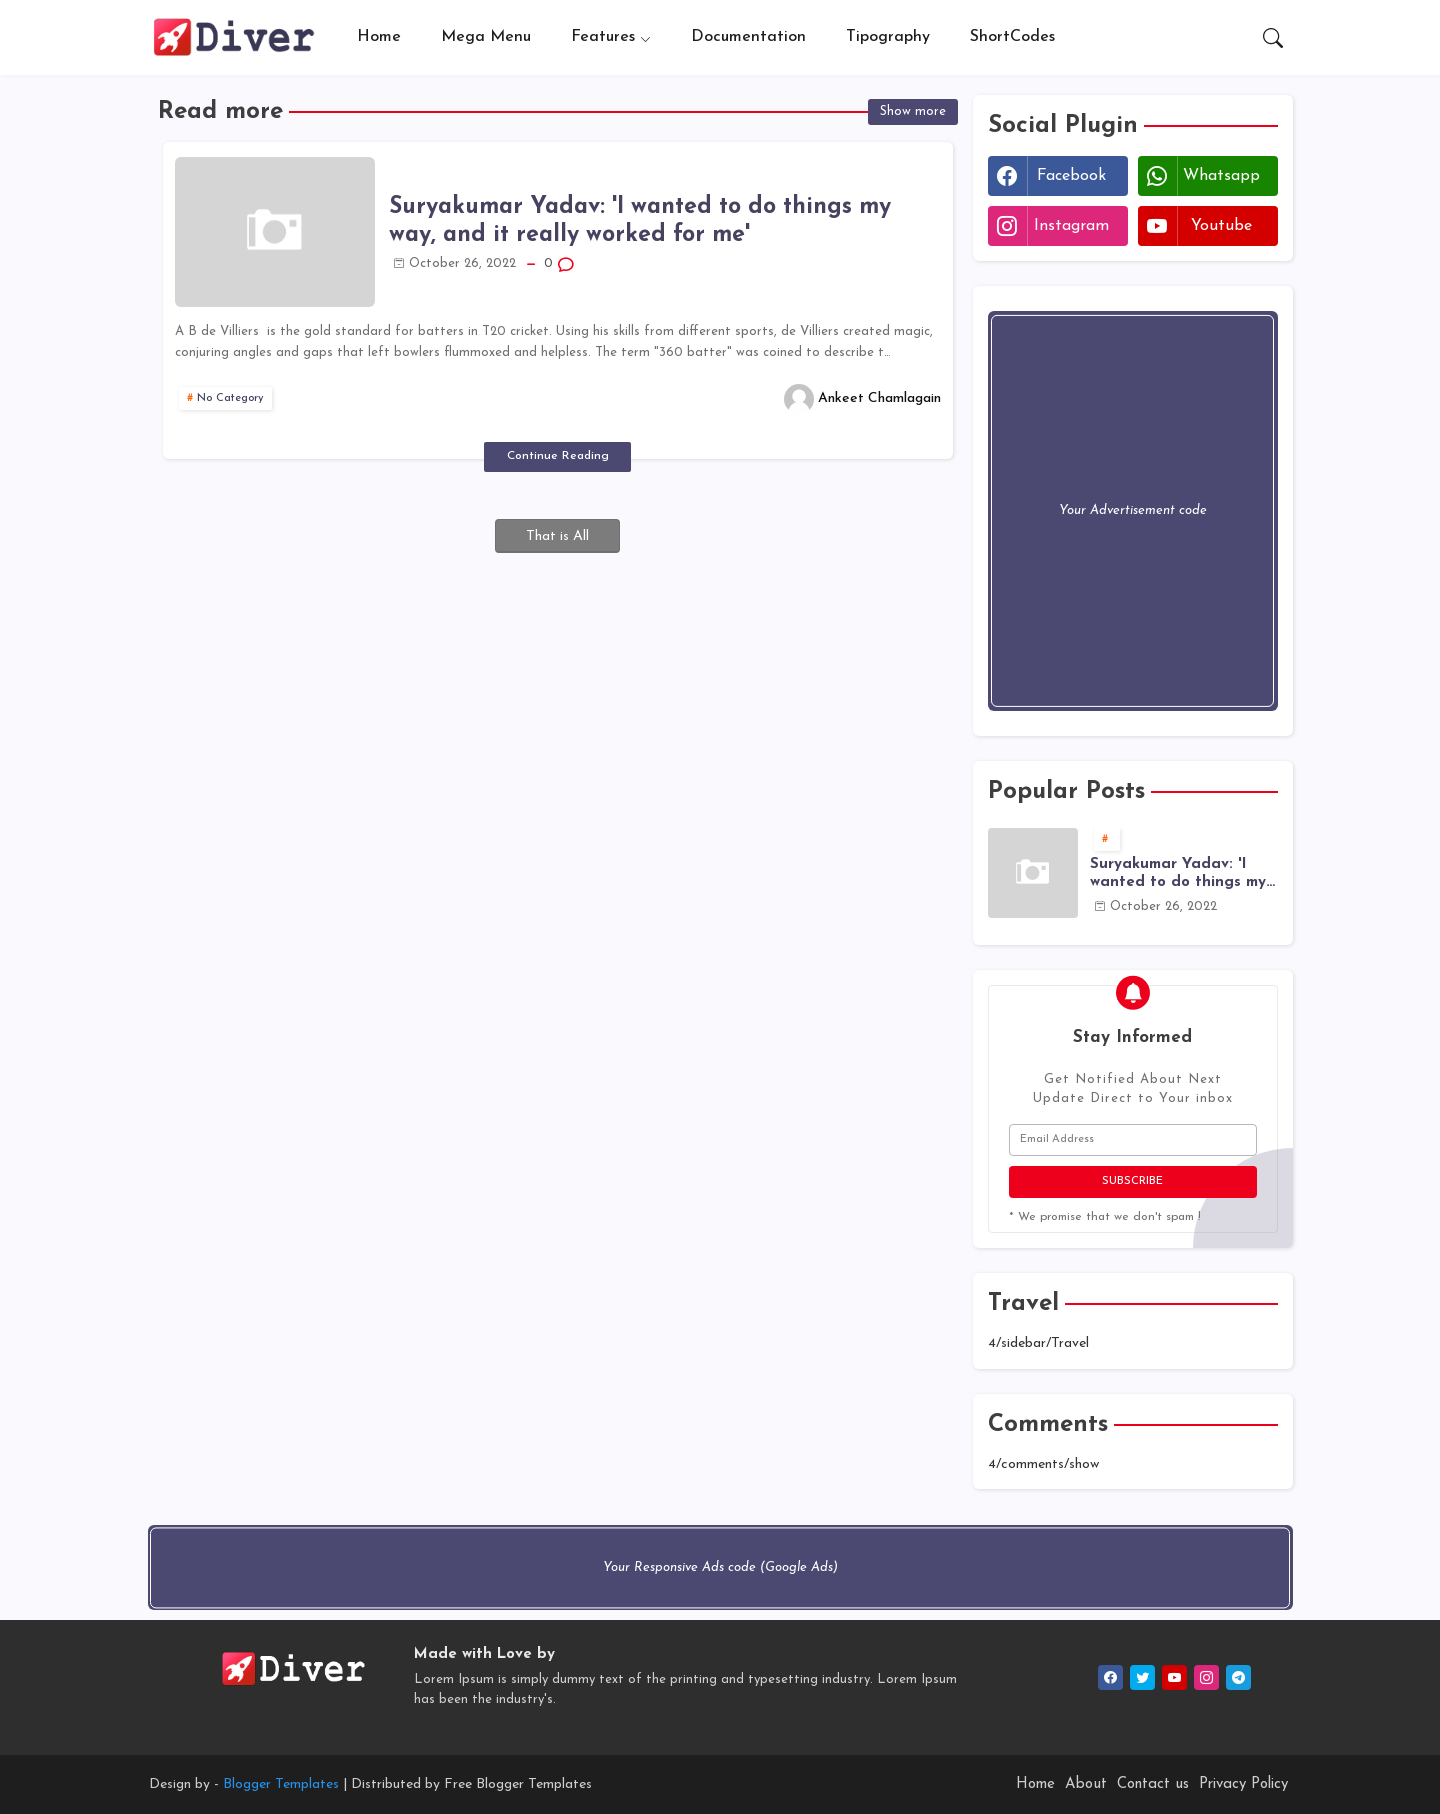 Diver
Home Mega Menu Features Documentation Tipography ShortCodes
Read more
Show more
Suryakumar Yadav: 'I wanted to do things my
way, and it really worked for me'
October 26, 2022 – 0
A B de Villiers is the gold standard for batters in T20 cricket. Using his skills from different sports, de Villiers created magic,
conjuring angles and gaps that left bowlers flummoxed and helpless. The term "360 batter" was coined to describe t…
# No Category
Ankeet Chamlagain
Continue Reading
That is All
Social Plugin
Facebook
Whatsapp
Instagram
Youtube
Your Advertisement code
Popular Posts
#
Suryakumar Yadav: 'I
wanted to do things my…
October 26, 2022
Stay Informed
Get Notified About Next
Update Direct to Your inbox
Email Address
SUBSCRIBE
* We promise that we don't spam !
Travel
4/sidebar/Travel
Comments
4/comments/show
Your Responsive Ads code (Google Ads)
Diver
Made with Love by
Lorem Ipsum is simply dummy text of the printing and typesetting industry. Lorem Ipsum
has been the industry's.
Design by - Blogger Templates | Distributed by Free Blogger Templates
Home About Contact us Privacy Policy